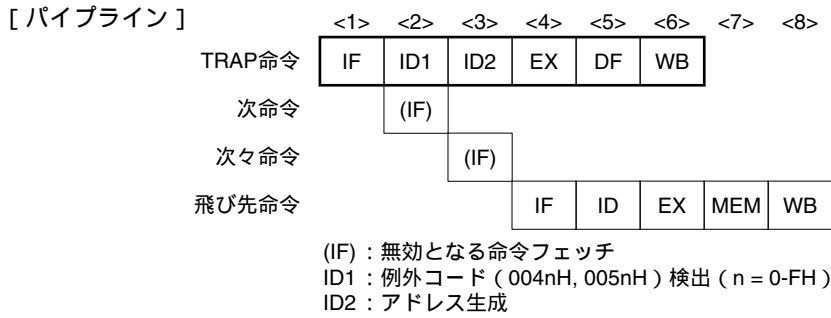 [ パイプライン ]
<1> <2> <3> <4> <5> <6> <7> <8>
TRAP命令 IF ID1 ID2 EX DF WB
次命令 (IF)
次々命令 (IF)
飛び先命令 IF ID EX MEM WB
(IF) : 無効となる命令フェッチ
ID1 : 例外コード ( 004nH, 005nH ) 検出 ( n = 0-FH )
ID2 : アドレス生成